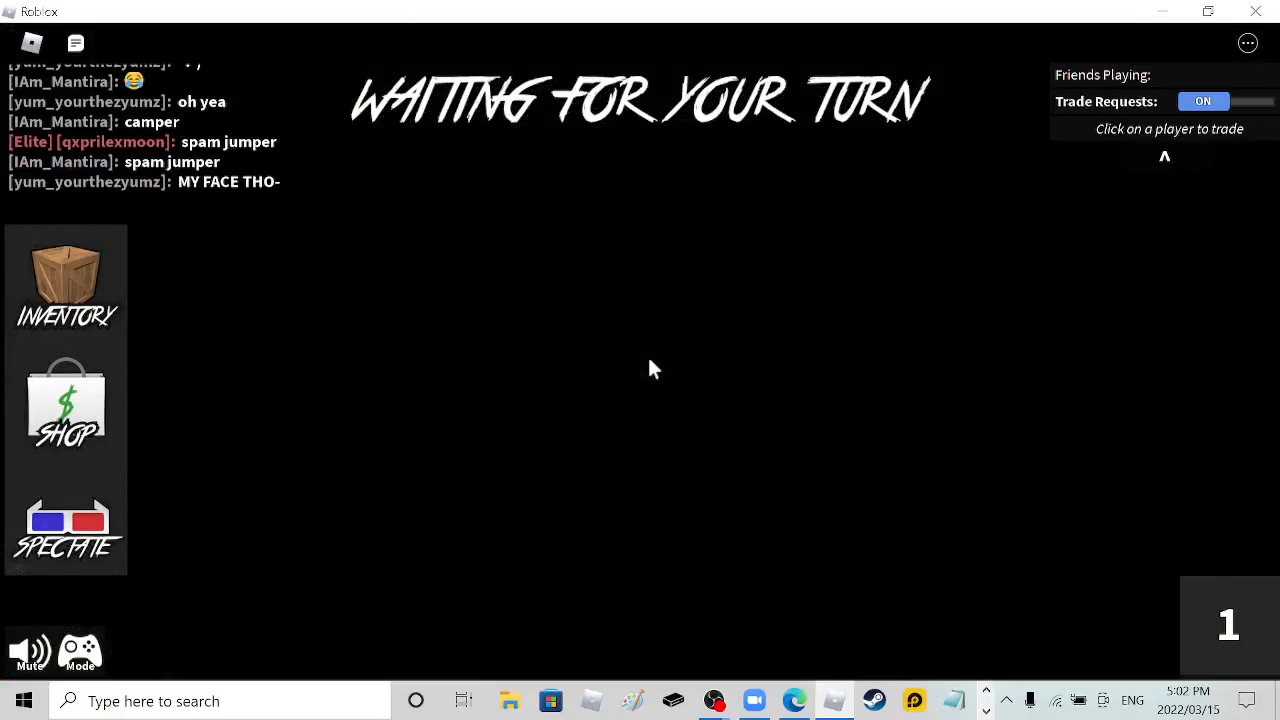 Roblox
[IAm_Mantira]: 😂
[yum_yourthezyumz]: oh yea
[IAm_Mantira]: camper
[Elite] [qxprilexmoon]: spam jumper
[IAm_Mantira]: spam jumper
[yum_yourthezyumz]: MY FACE THO-
WAITING FOR YOUR TURN
Friends Playing:
Trade Requests: ON
Click on a player to trade
INVENTORY
$
SHOP
SPECTATE
Mute
Mode
1
Type here to search
ENG
5:02 PM
2022/03/15